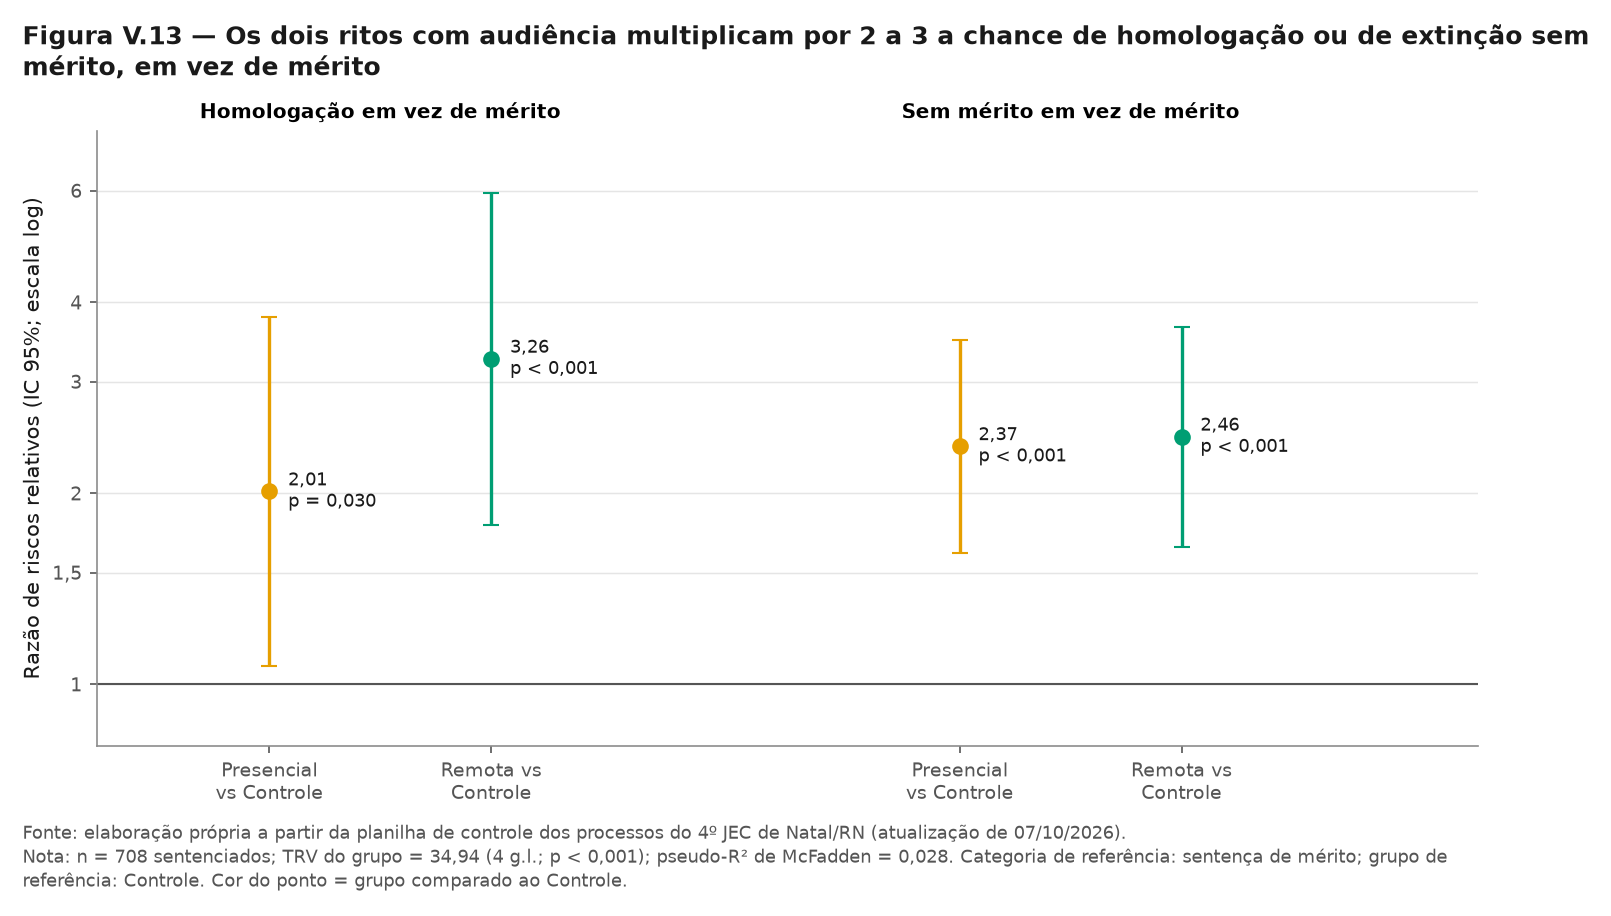 Figura V.13 — Os dois ritos com audiência multiplicam por 2 a 3 a chance de homologação ou de extinção sem
mérito, em vez de mérito
Homologação em vez de mérito
Sem mérito em vez de mérito
Razão de riscos relativos (IC 95%; escala log)
6
4
3
2
1,5
1
2,01
p = 0,030
3,26
p < 0,001
2,37
p < 0,001
2,46
p < 0,001
Presencial
vs Controle
Remota vs
Controle
Presencial
vs Controle
Remota vs
Controle
Fonte: elaboração própria a partir da planilha de controle dos processos do 4º JEC de Natal/RN (atualização de 07/10/2026).
Nota: n = 708 sentenciados; TRV do grupo = 34,94 (4 g.l.; p < 0,001); pseudo-R² de McFadden = 0,028. Categoria de referência: sentença de mérito; grupo de
referência: Controle. Cor do ponto = grupo comparado ao Controle.